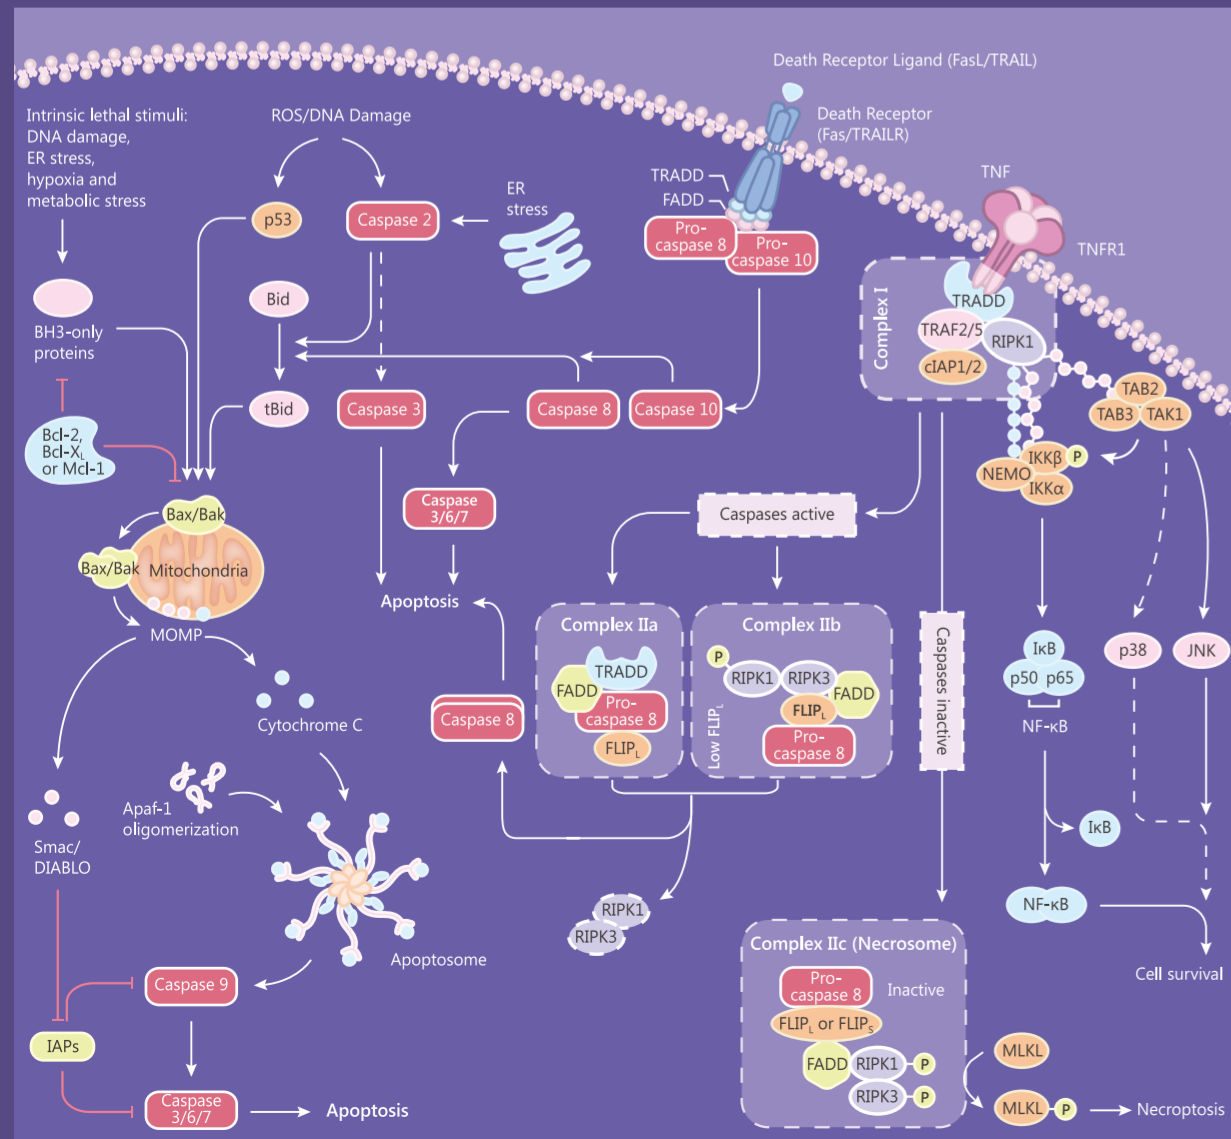 Death Receptor Ligand (FasL/TRAIL)
Death Receptor
(Fas/TRAILR)
Intrinsic lethal stimuli:
DNA damage,
ER stress,
hypoxia and
metabolic stress
ROS/DNA Damage
p53
Caspase 2
ER
stress
TRADD
FADD
Pro-
caspase 8
Pro-
caspase 10
TNF
TNFR1
Complex I
TRADD
TRAF2/5
RIPK1
cIAP1/2
TAB2
TAB3
TAK1
NEMO
IKKβ
P
IKKα
Bid
BH3-only
proteins
tBid
Caspase 3
Caspase 8
Caspase 10
Bcl-2,
Bcl-XL
or Mcl-1
Caspase
3/6/7
Caspases active
Bax/Bak
Bax/Bak
Mitochondria
MOMP
Apoptosis
Complex IIa
TRADD
FADD
Pro-
caspase 8
FLIPL
Complex IIb
P
RIPK1
RIPK3
FADD
FLIPL
Pro-
caspase 8
Low FLIPL
Caspases inactive
IκB
p50
p65
NF-κB
p38
JNK
Caspase 8
Cytochrome C
Apaf-1
oligomerization
Smac/
DIABLO
IκB
RIPK1
RIPK3
NF-κB
Apoptosome
Cell survival
Caspase 9
IAPs
Caspase
3/6/7
Apoptosis
Complex IIc (Necrosome)
Pro-
caspase 8
Inactive
FLIPL or FLIPS
FADD
RIPK1
P
RIPK3
P
MLKL
MLKL
P
Necroptosis